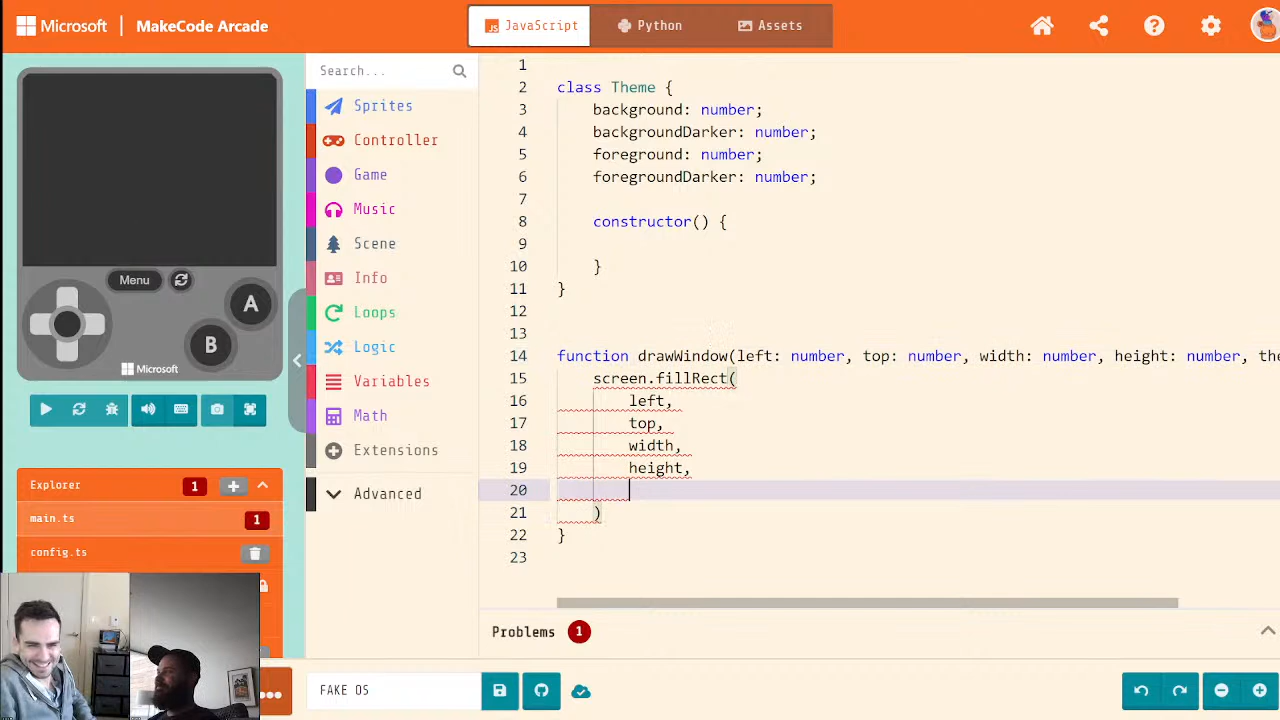 Microsoft | MakeCode Arcade
JavaScript
Python
Assets
Search...
Sprites
Controller
Game
Music
Scene
Info
Loops
Logic
Variables
Math
Extensions
Advanced
Menu
A
B
Microsoft
Explorer 1
main.ts 1
config.ts
1
2 class Theme {
3 background: number;
4 backgroundDarker: number;
5 foreground: number;
6 foregroundDarker: number;
7
8 constructor() {
9
10 }
11 }
12
13
14 function drawWindow(left: number, top: number, width: number, height: number, the
15 screen.fillRect(
16 left,
17 top,
18 width,
19 height,
20
21 )
22 }
23
Problems 1
FAKE OS